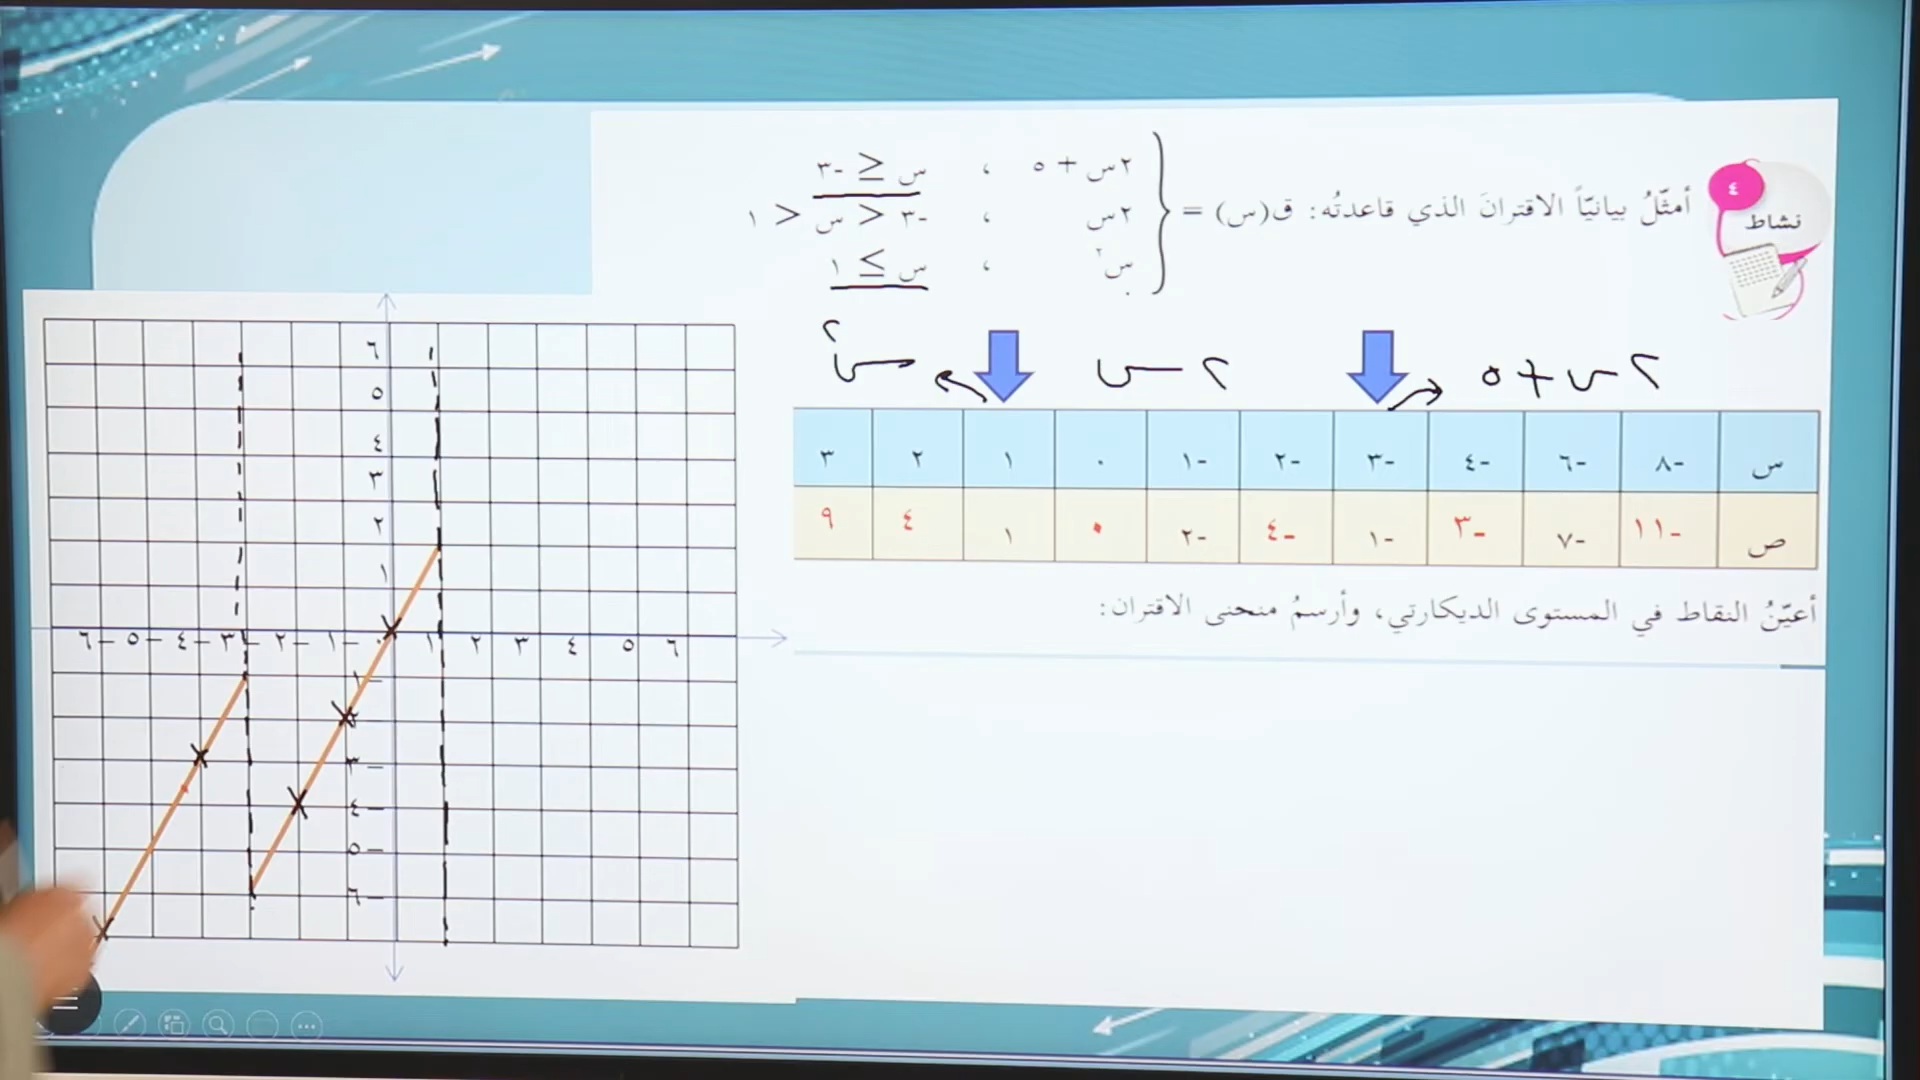 ٤
نشاط
أمثّلُ بيانيّاً الاقترانَ الذي قاعدتُه: ق(س) =
٢س + ٥ ، س ≤ -٣
٢س ، -٣ < س < ١
س٢ ، س ≥ ١
٢س + ٥
٢س
س٢
س -٨ -٦ -٤ -٣ -٢ -١ ٠ ١ ٢ ٣
ص -١١ -٧ -٣ -١ -٤ -٢ ٠ ١ ٤ ٩
أعيّنُ النقاط في المستوى الديكارتي، وأرسمُ منحنى الاقتران:
٦
٥
٤
٣
٢
١
٦- ٥- ٤- ٣- ٢- ١- ٠ ١ ٢ ٣ ٤ ٥ ٦
١-
٢-
٣-
٤-
٥-
٦-